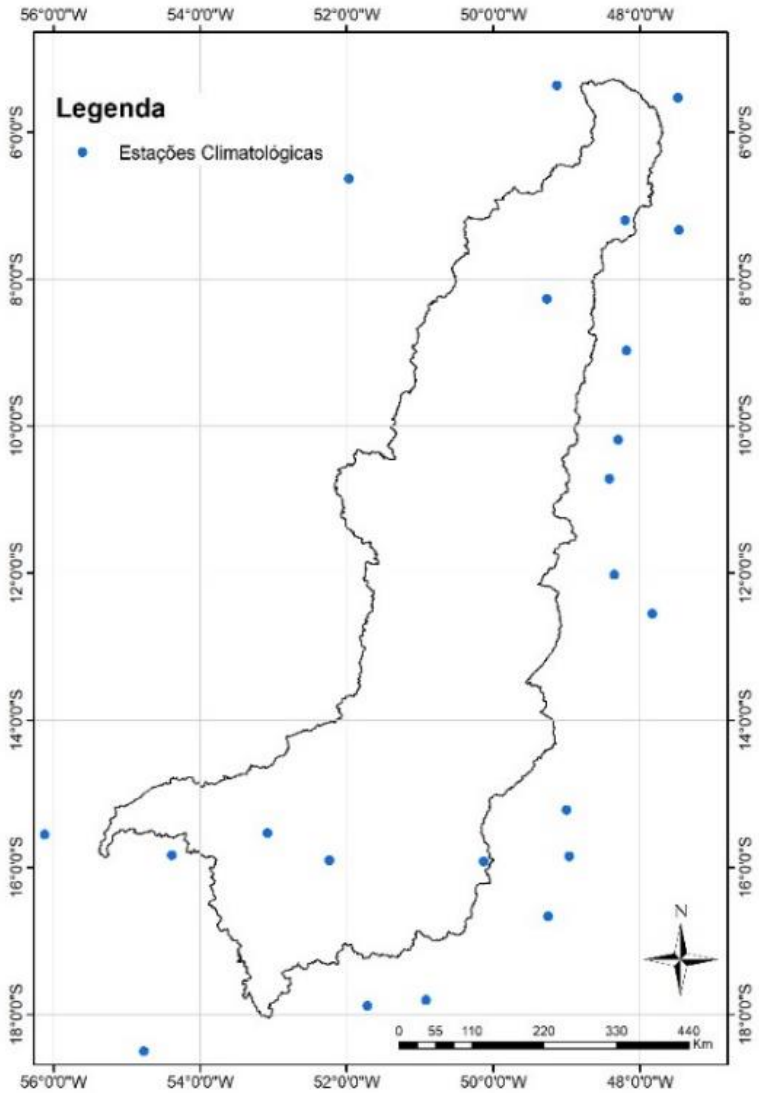 56°0'0"W 54°0'0"W 52°0'0"W 50°0'0"W 48°0'0"W
Legenda
Estações Climatológicas
6°0'0"S 6°0'0"S
8°0'0"S 8°0'0"S
10°0'0"S 10°0'0"S
12°0'0"S 12°0'0"S
14°0'0"S 14°0'0"S
16°0'0"S 16°0'0"S
N
18°0'0"S 18°0'0"S
0 55 110 220 330 440
Km
56°0'0"W 54°0'0"W 52°0'0"W 50°0'0"W 48°0'0"W